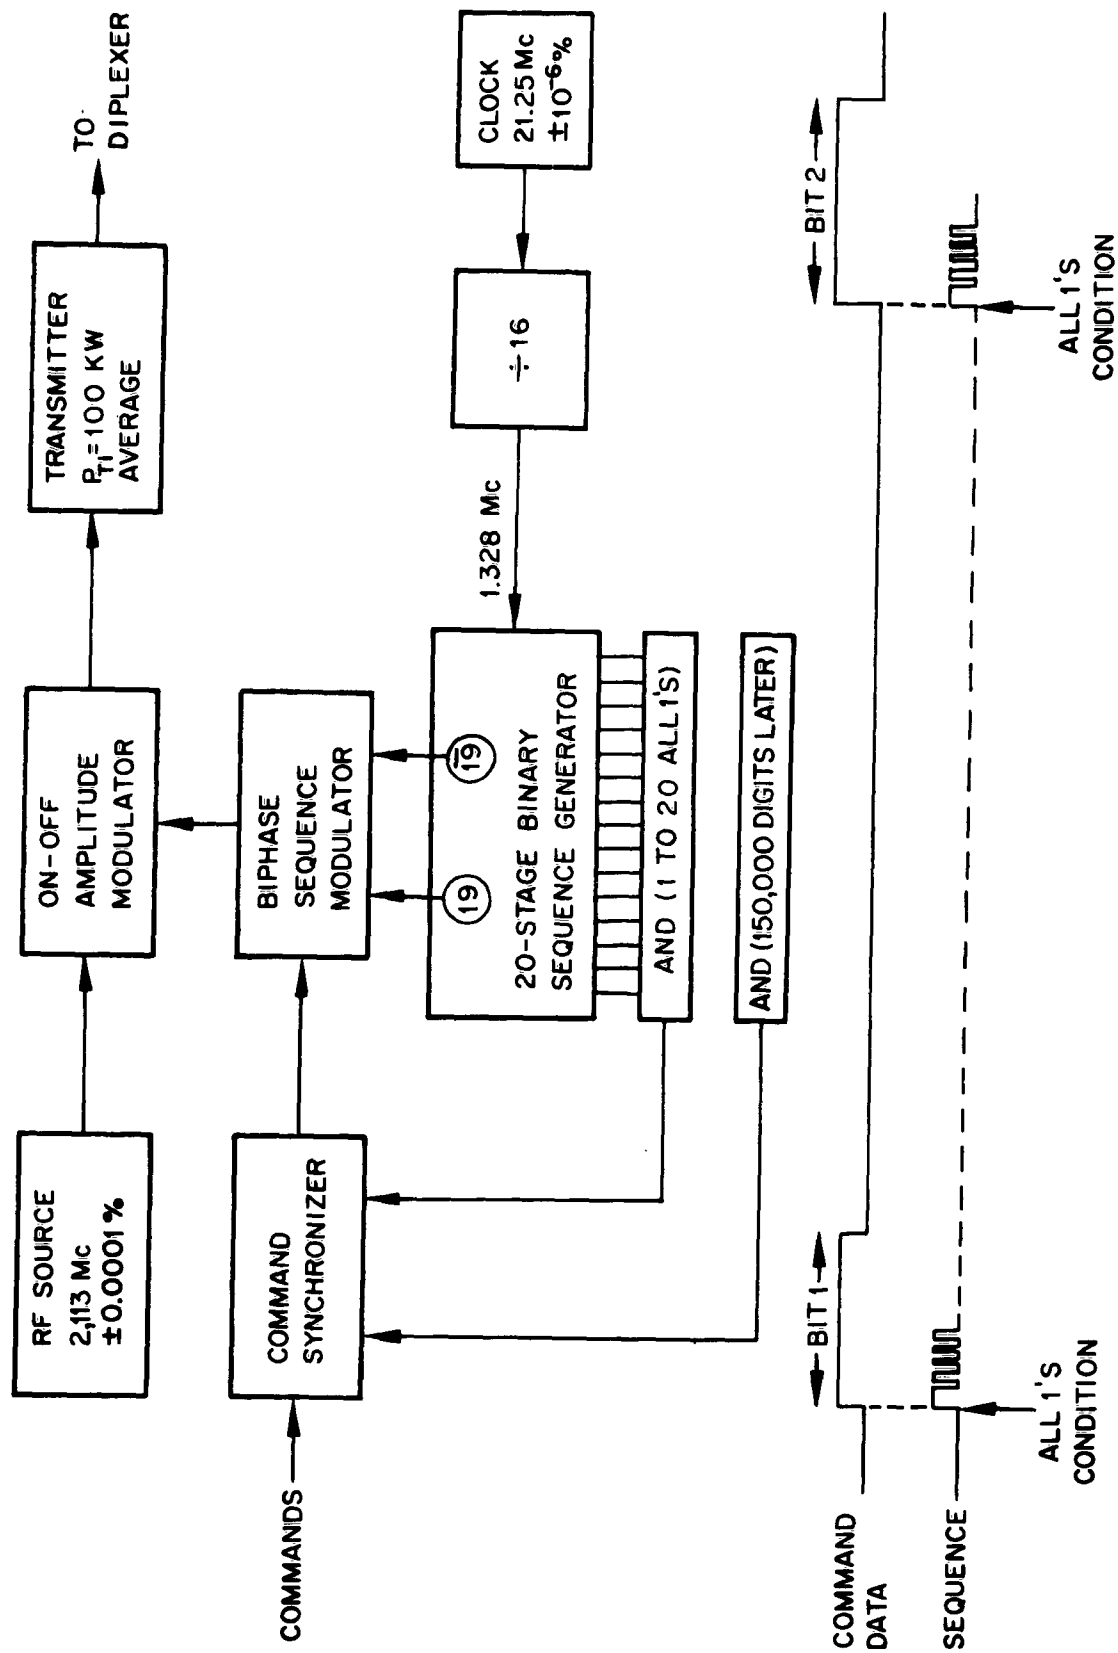 RF SOURCE
2,113 Mc
±0.0001%
ON-OFF
AMPLITUDE
MODULATOR
TRANSMITTER
PT1=100 KW
AVERAGE
TO
DIPLEXER
COMMANDS
COMMAND
SYNCHRONIZER
BIPHASE
SEQUENCE
MODULATOR
19
1̅9̅
20-STAGE BINARY
SEQUENCE GENERATOR
1.328 Mc
÷16
CLOCK
21.25 Mc
±10⁻⁶%
AND (1 TO 20 ALL 1'S)
AND (150,000 DIGITS LATER)
COMMAND
DATA
BIT 1
BIT 2
SEQUENCE
ALL 1'S
CONDITION
ALL 1'S
CONDITION